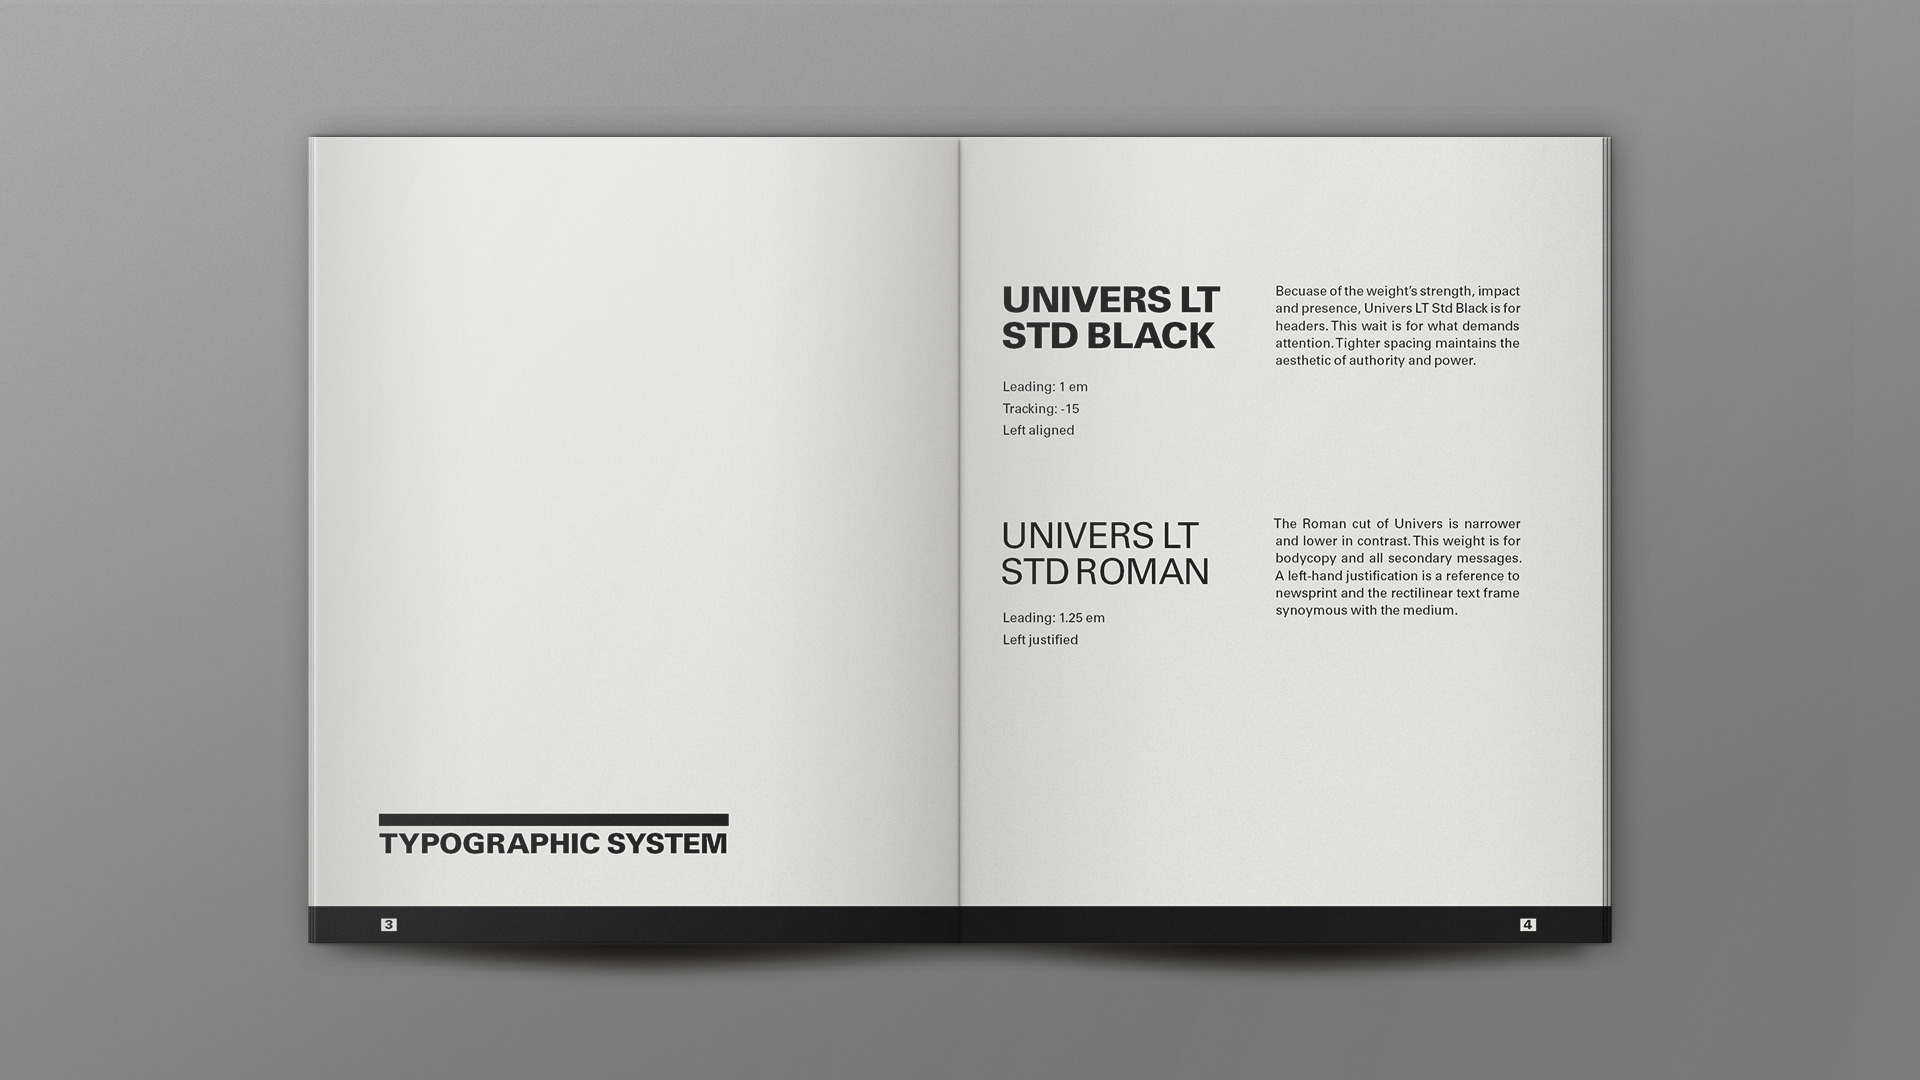 TYPOGRAPHIC SYSTEM
3
UNIVERS LT
STD BLACK
Leading: 1 em
Tracking: -15
Left aligned
Becuase of the weight’s strength, impact
and presence, Univers LT Std Black is for
headers. This wait is for what demands
attention. Tighter spacing maintains the
aesthetic of authority and power.
UNIVERS LT
STD ROMAN
Leading: 1.25 em
Left justified
The Roman cut of Univers is narrower
and lower in contrast. This weight is for
bodycopy and all secondary messages.
A left-hand justification is a reference to
newsprint and the rectilinear text frame
synoymous with the medium.
4